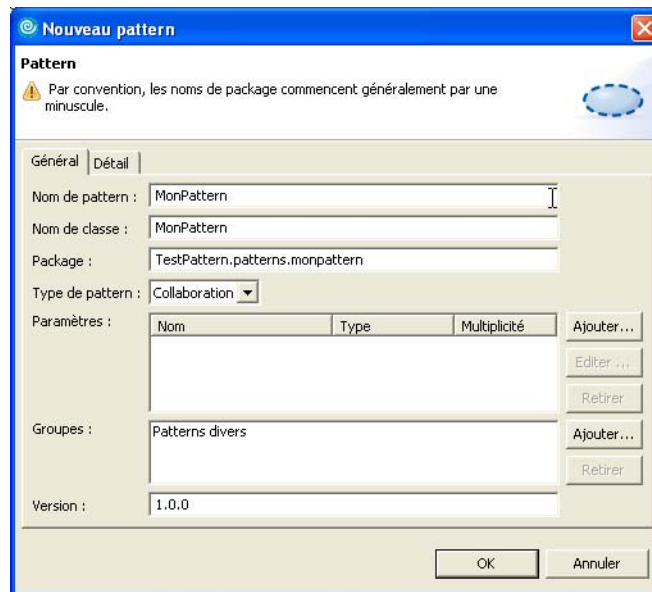 Nouveau pattern
Pattern
Par convention, les noms de package commencent généralement par une
minuscule.
Général Détail
Nom de pattern : MonPattern
Nom de classe : MonPattern
Package : TestPattern.patterns.monpattern
Type de pattern : Collaboration
Paramètres : Nom Type Multiplicité Ajouter...
Editer ...
Retirer
Groupes : Patterns divers Ajouter...
Retirer
Version : 1.0.0
OK Annuler